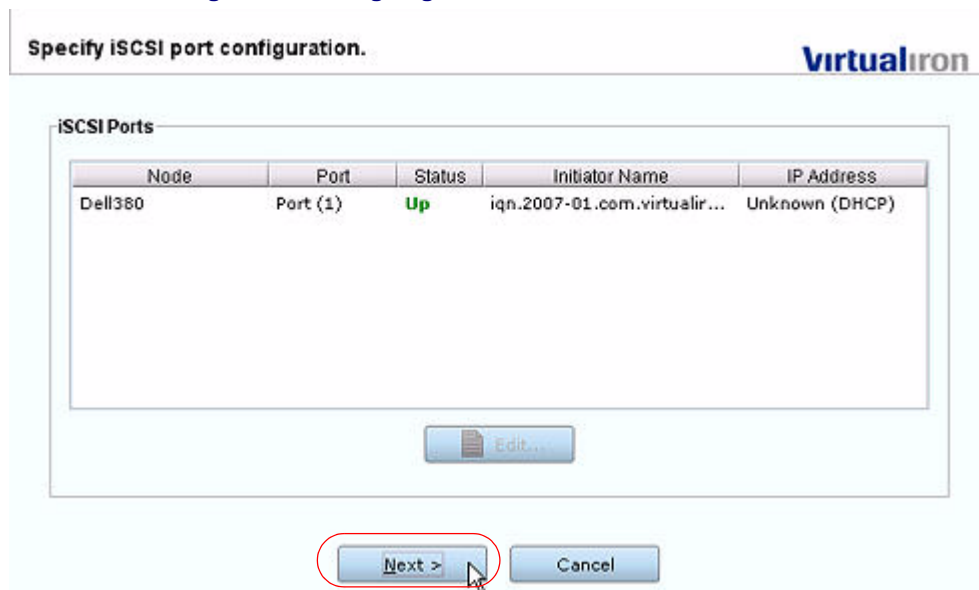 Specify iSCSI port configuration.
Virtualiron
iSCSI Ports
Node Port Status Initiator Name IP Address
Dell380 Port (1) Up iqn.2007-01.com.virtualir... Unknown (DHCP)
Edit...
Next > Cancel